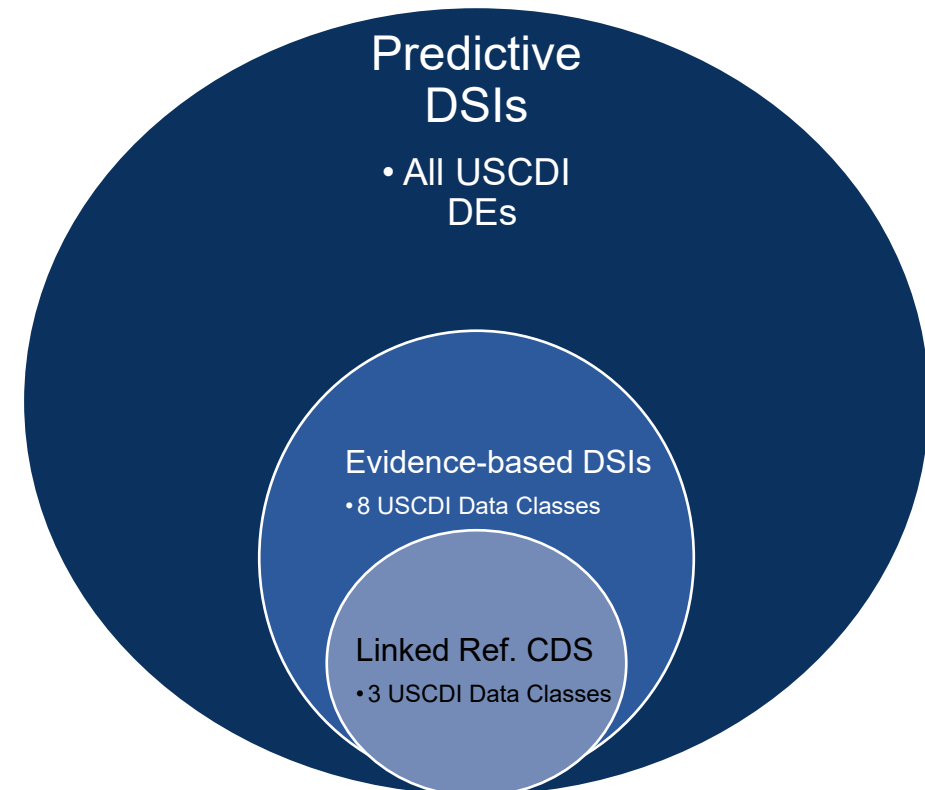 Predictive
DSIs
• All USCDI
DEs
Evidence-based DSIs
• 8 USCDI Data Classes
Linked Ref. CDS
• 3 USCDI Data Classes